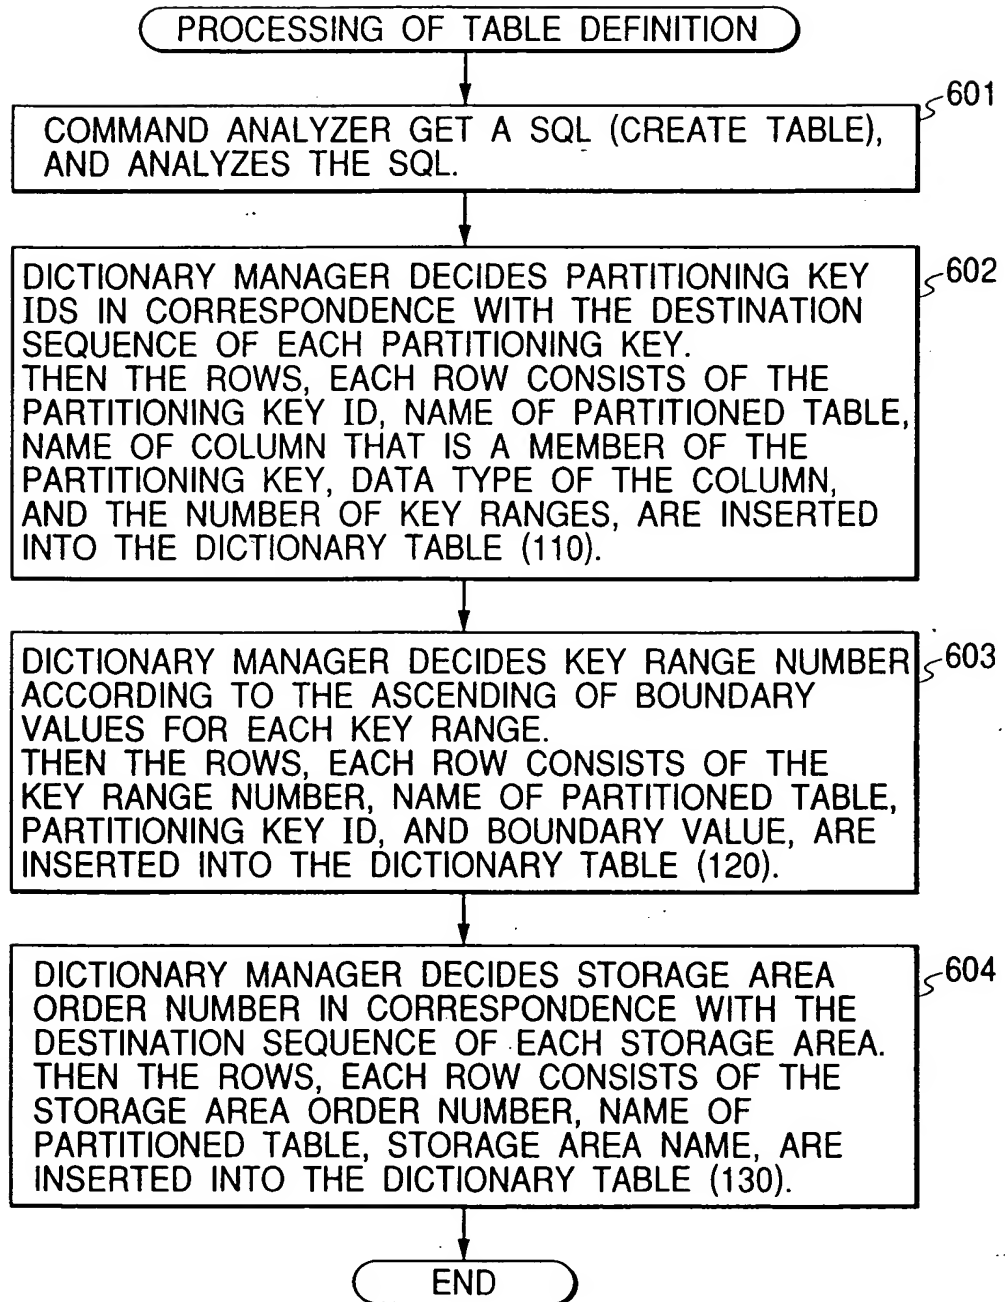 PROCESSING OF TABLE DEFINITION
601
COMMAND ANALYZER GET A SQL (CREATE TABLE),
AND ANALYZES THE SQL.
602
DICTIONARY MANAGER DECIDES PARTITIONING KEY
IDS IN CORRESPONDENCE WITH THE DESTINATION
SEQUENCE OF EACH PARTITIONING KEY.
THEN THE ROWS, EACH ROW CONSISTS OF THE
PARTITIONING KEY ID, NAME OF PARTITIONED TABLE,
NAME OF COLUMN THAT IS A MEMBER OF THE
PARTITIONING KEY, DATA TYPE OF THE COLUMN,
AND THE NUMBER OF KEY RANGES, ARE INSERTED
INTO THE DICTIONARY TABLE (110).
603
DICTIONARY MANAGER DECIDES KEY RANGE NUMBER
ACCORDING TO THE ASCENDING OF BOUNDARY
VALUES FOR EACH KEY RANGE.
THEN THE ROWS, EACH ROW CONSISTS OF THE
KEY RANGE NUMBER, NAME OF PARTITIONED TABLE,
PARTITIONING KEY ID, AND BOUNDARY VALUE, ARE
INSERTED INTO THE DICTIONARY TABLE (120).
604
DICTIONARY MANAGER DECIDES STORAGE AREA
ORDER NUMBER IN CORRESPONDENCE WITH THE
DESTINATION SEQUENCE OF EACH STORAGE AREA.
THEN THE ROWS, EACH ROW CONSISTS OF THE
STORAGE AREA ORDER NUMBER, NAME OF
PARTITIONED TABLE, STORAGE AREA NAME, ARE
INSERTED INTO THE DICTIONARY TABLE (130).
END